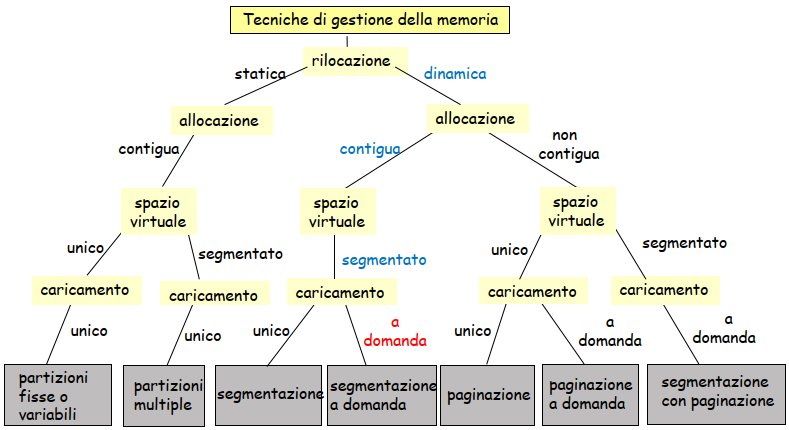 Tecniche di gestione della memoria
rilocazione
statica
dinamica
allocazione
allocazione
contigua
contigua
non
contigua
spazio
virtuale
spazio
virtuale
spazio
virtuale
unico
segmentato
segmentato
unico
segmentato
caricamento
caricamento
caricamento
caricamento
caricamento
unico
unico
unico
a
domanda
unico
a
domanda
a
domanda
partizioni
fisse o
variabili
partizioni
multiple
segmentazione
segmentazione
a domanda
paginazione
paginazione
a domanda
segmentazione
con paginazione